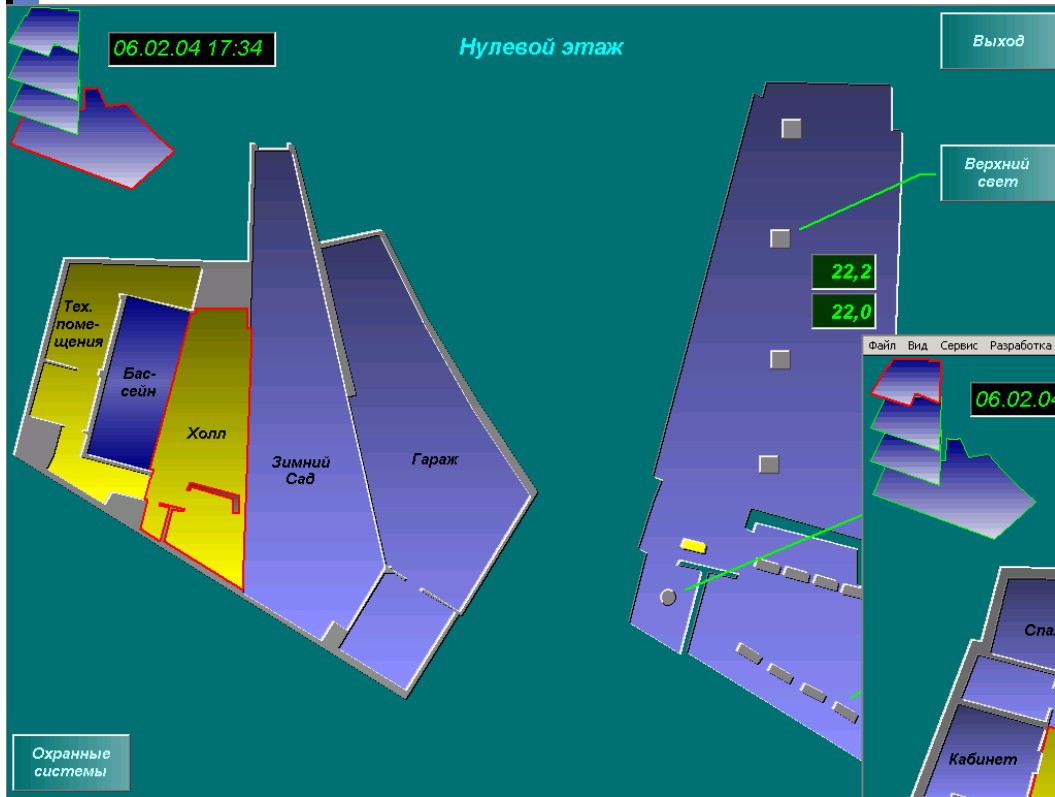 06.02.04 17:34
Нулевой этаж
Выход
Верхний
свет
22,2
22,0
Тех.
поме-
щения
Бас-
сейн
Холл
Зимний
Сад
Гараж
Охранные
системы
Файл Вид Сервис Разработка
06.02.04
Кабинет